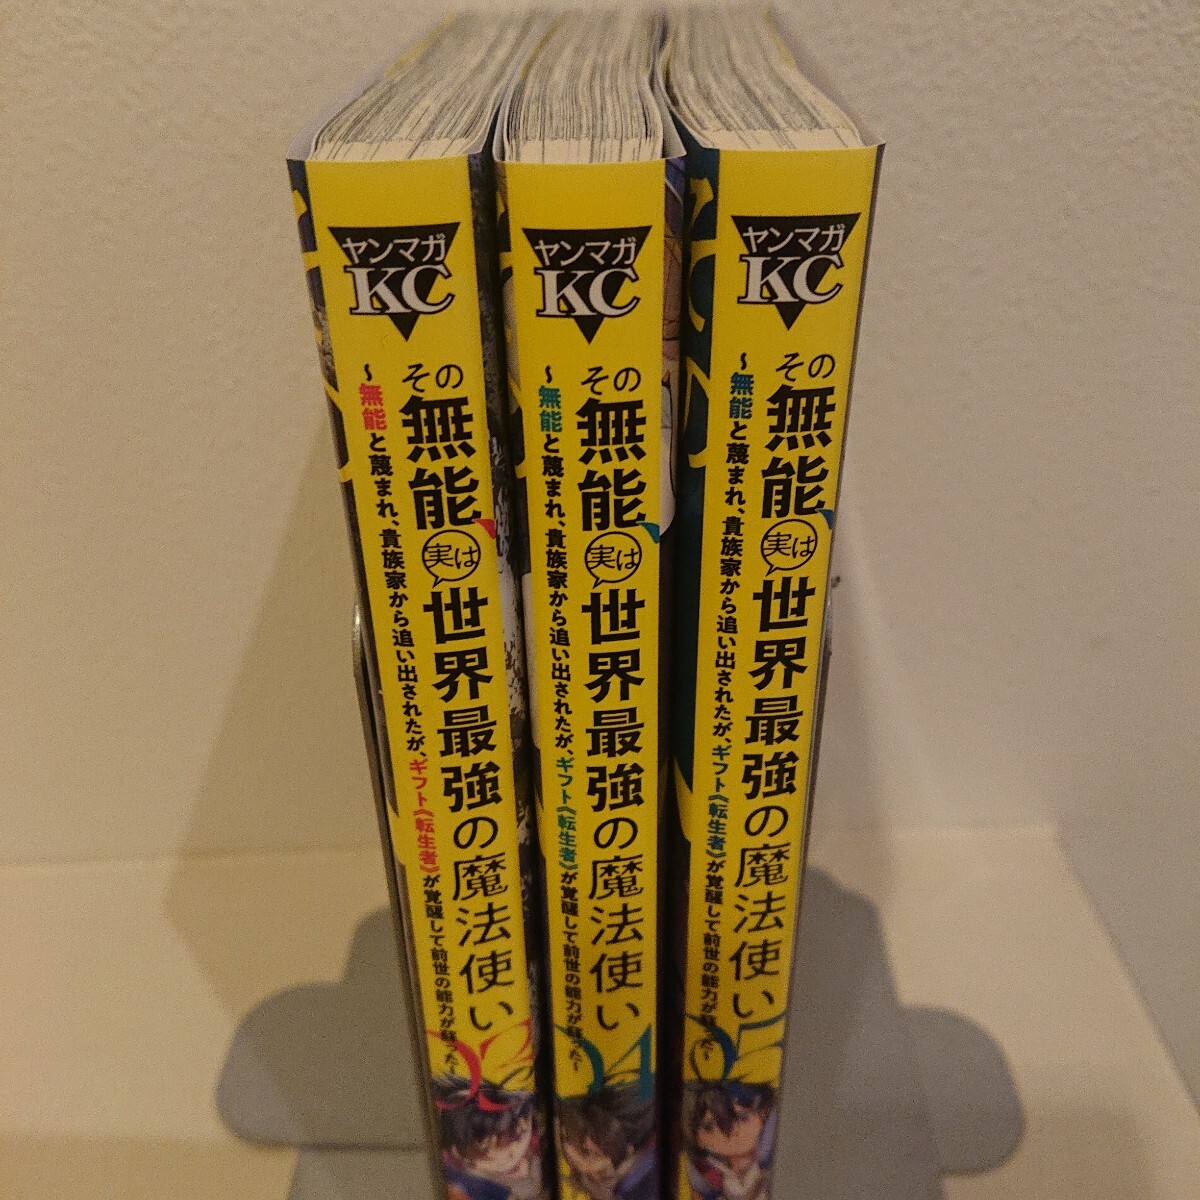 ヤンマガ
KC
その無能、実は世界最強の魔法使い
～無能と蔑まれ、貴族家から追い出されたが、ギフト《転生者》が覚醒して前世の能力が蘇った～
03
ヤンマガ
KC
その無能、実は世界最強の魔法使い
～無能と蔑まれ、貴族家から追い出されたが、ギフト《転生者》が覚醒して前世の能力が蘇った～
04
ヤンマガ
KC
その無能、実は世界最強の魔法使い
～無能と蔑まれ、貴族家から追い出されたが、ギフト《転生者》が覚醒して前世の能力が蘇った～
05